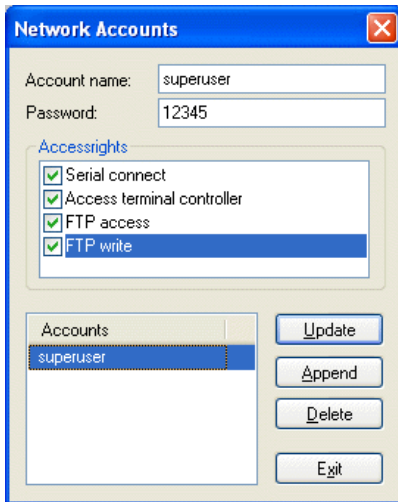 Network Accounts
Account name: superuser
Password: 12345
Accessrights
Serial connect
Access terminal controller
FTP access
FTP write
Accounts
superuser
Update
Append
Delete
Exit